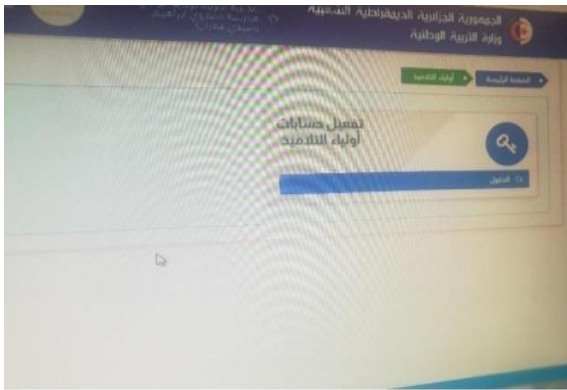 الجمهورية الجزائرية الديمقراطية الشعبية
وزارة التربية الوطنية
الصفحة الرئيسية
أولياء التلاميذ
تفعيل حسابات
أولياء التلاميذ
الدخول